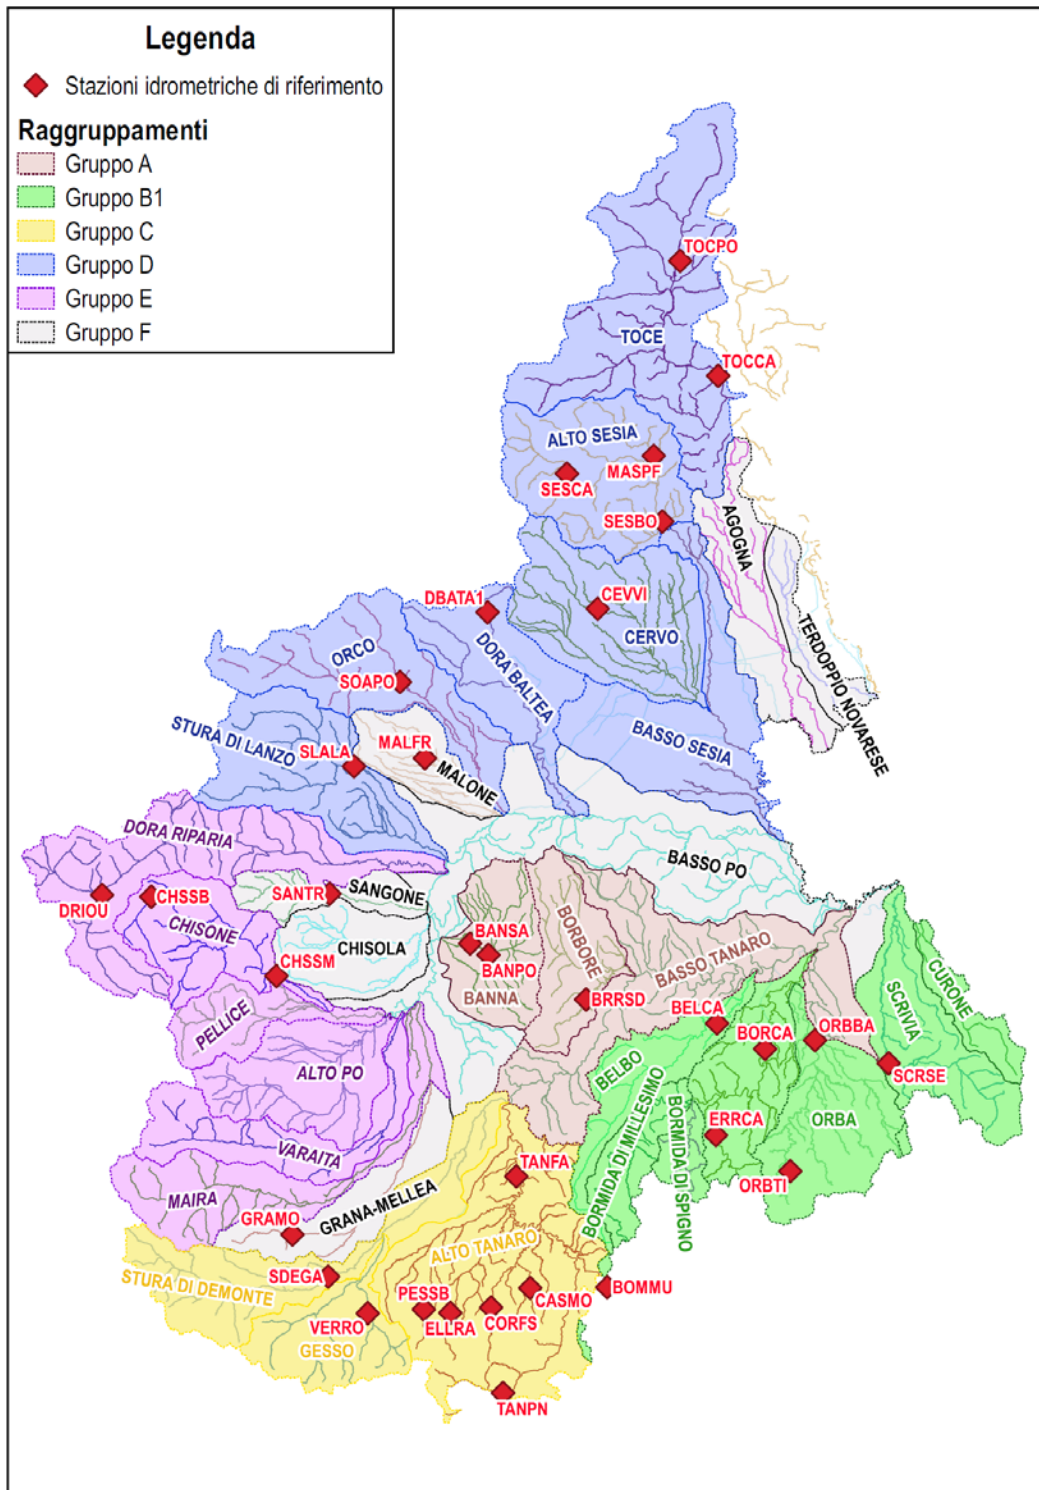 Legenda
Stazioni idrometriche di riferimento
Raggruppamenti
Gruppo A
Gruppo B1
Gruppo C
Gruppo D
Gruppo E
Gruppo F
TOCPO
TOCE
TOCCA
ALTO SESIA
MASPF
SESCA
SESBO
AGOGNA
DBATA1
CEVVI
CERVO
TERDOPPIO NOVARESE
ORCO
DORA BALTEA
SOAPO
STURA DI LANZO
BASSO SESIA
SLALA
MALFR
MALONE
DORA RIPARIA
BASSO PO
DRIOU
CHSSB
SANTR
SANGONE
CHISONE
CHISOLA
BANSA
BORBORE
BANPO
BASSO TANARO
CURONE
SCRIVIA
CHSSM
BANNA
BRRSD
PELLICE
BELCA
BORCA
ORBBA
SCRSE
ALTO PO
BELBO
BORMIDA DI MILLESIMO
BORMIDA DI SPIGNO
ERRCA
ORBA
VARAITA
TANFA
ORBTI
MAIRA
GRANA-MELLEA
GRAMO
ALTO TANARO
STURA DI DEMONTE
SDEGA
PESSB
CASMO
BOMMU
VERRO
ELLRA
CORFS
GESSO
TANPN